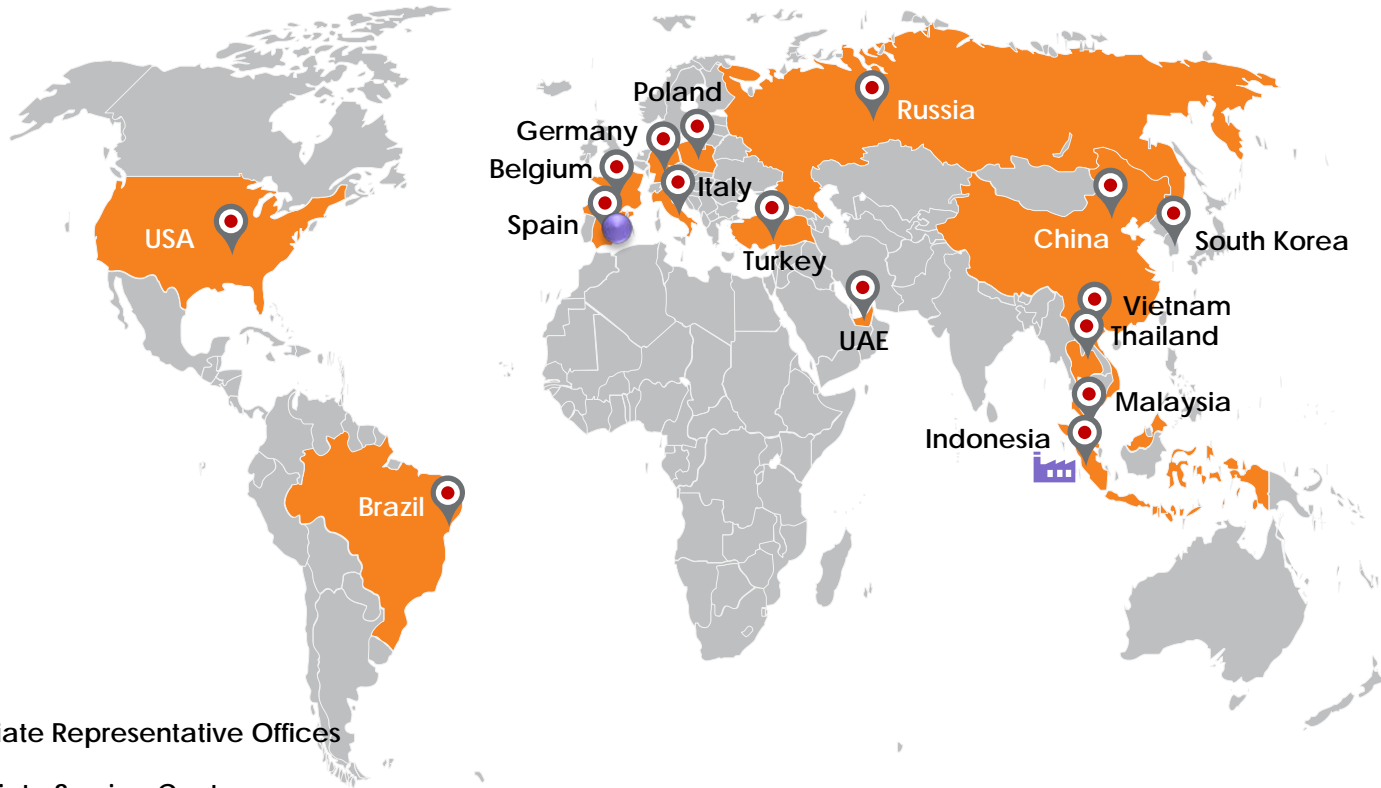 Poland
Russia
Germany
Belgium
Italy
Spain
USA
China
South Korea
Turkey
Vietnam
UAE
Thailand
Malaysia
Indonesia
Brazil
Representative Offices